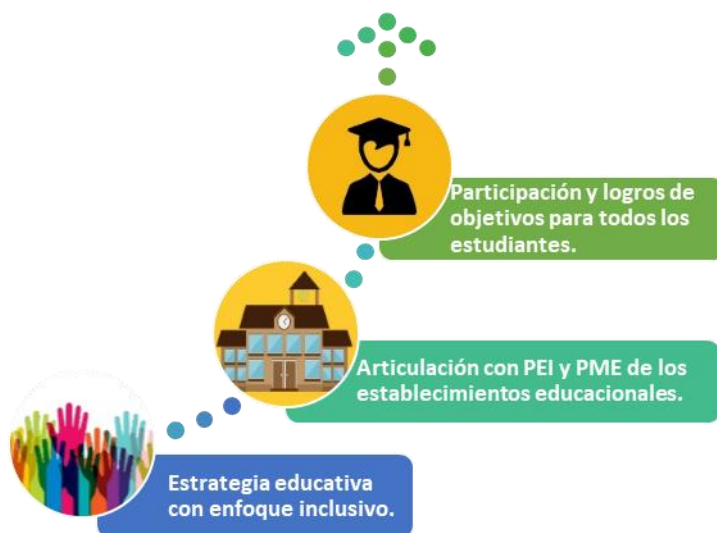 Participación y logros de
objetivos para todos los
estudiantes.
Articulación con PEI y PME de los
establecimientos educacionales.
Estrategia educativa
con enfoque inclusivo.